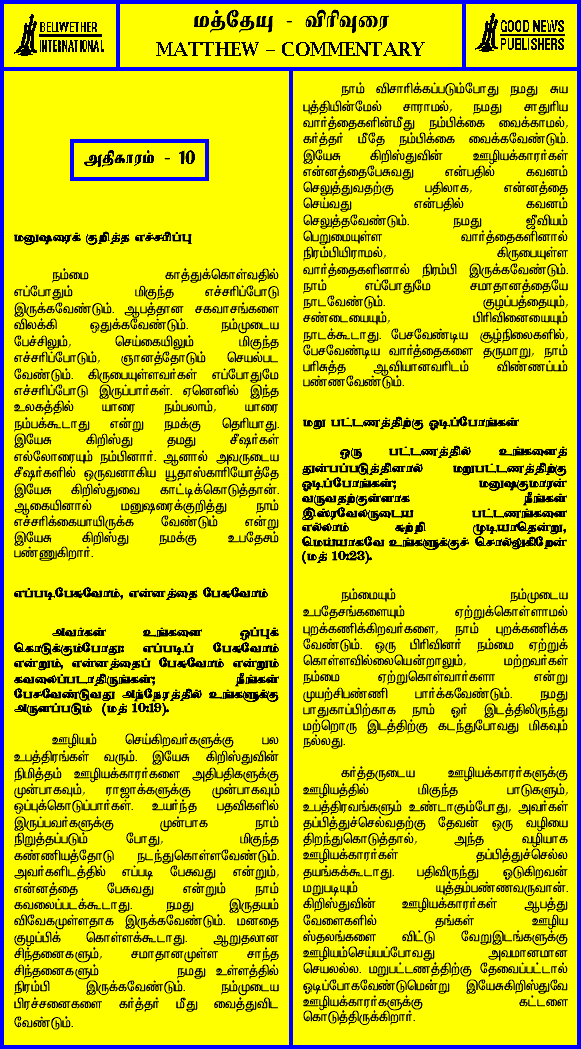 BELIWETHER
INTERNATIONAL
மத்தேயு - விரிவுரை
MATTHEW – COMMENTARY
GOOD NEWS
PUBLISHERS
அதிகாரம் - 10
மனுஷரைக் குறித்த எச்சரிப்பு
நம்மை காத்துக்கொள்வதில்
எப்போதும் மிகுந்த எச்சரிப்போடு
இருக்கவேண்டும். ஆபத்தான சகவாசங்களை
விலக்கி ஒதுக்கவேண்டும். நம்முடைய
பேச்சிலும், செய்கையிலும் மிகுந்த
எச்சரிப்போடும், ஞானத்தோடும் செயல்பட
வேண்டும். கிருபையுள்ளவர்கள் எப்போதுமே
எச்சரிப்போடு இருப்பார்கள். ஏனெனில் இந்த
உலகத்தில் யாரை நம்பலாம், யாரை
நம்பக்கூடாது என்று நமக்கு தெரியாது.
இயேசு கிறிஸ்து தமது சீஷர்கள்
எல்லோரையும் நம்பினார். ஆனால் அவருடைய
சீஷர்களில் ஒருவனாகிய யூதாஸ்காரியோத்தே
இயேசு கிறிஸ்துவை காட்டிக்கொடுத்தான்.
ஆகையினால் மனுஷரைக்குறித்து நாம்
எச்சரிக்கையாயிருக்க வேண்டும் என்று
இயேசு கிறிஸ்து நமக்கு உபதேசம்
பண்ணுகிறார்.
எப்படிபேசுவோம், என்னத்தை பேசுவோம்
அவர்கள் உங்களை ஒப்புக்
கொடுக்கும்போது: எப்படிப் பேசுவோம்
என்றும், என்னத்தைப் பேசுவோம் என்றும்
கவலைப்படாதிருங்கள்; நீங்கள்
பேசவேண்டுவது அந்நேரத்தில் உங்களுக்கு
அருளப்படும் (மத் 10:19).
ஊழியம் செய்கிறவர்களுக்கு பல
உபத்திரங்கள் வரும். இயேசு கிறிஸ்துவின்
நிமித்தம் ஊழியக்காரர்களை அதிபதிகளுக்கு
முன்பாகவும், ராஜாக்களுக்கு முன்பாகவும்
ஒப்புக்கொடுப்பார்கள். உயர்ந்த பதவிகளில்
இருப்பவர்களுக்கு முன்பாக நாம்
நிறுத்தப்படும் போது, மிகுந்த
கண்ணியத்தோடு நடந்துகொள்ளவேண்டும்.
அவர்களிடத்தில் எப்படி பேசுவது என்றும்,
என்னத்தை பேசுவது என்றும் நாம்
கவலைப்படக்கூடாது. நமது இருதயம்
விவேகமுள்ளதாக இருக்கவேண்டும். மனதை
குழப்பிக் கொள்ளக்கூடாது. ஆறுதலான
சிந்தனைகளும், சமாதானமுள்ள சாந்த
சிந்தனைகளும் நமது உள்ளத்தில்
நிரம்பி இருக்கவேண்டும். நம்முடைய
பிரச்சனைகளை கர்த்தர் மீது வைத்துவிட
வேண்டும்.
நாம் விசாரிக்கப்படும்போது நமது சுய
புத்தியின்மேல் சாராமல், நமது சாதுரிய
வார்த்தைகளின்மீது நம்பிக்கை வைக்காமல்,
கர்த்தர் மீதே நம்பிக்கை வைக்கவேண்டும்.
இயேசு கிறிஸ்துவின் ஊழியக்காரர்கள்
என்னத்தைபேசுவது என்பதில் கவனம்
செலுத்துவதற்கு பதிலாக, என்னத்தை
செய்வது என்பதில் கவனம்
செலுத்தவேண்டும். நமது ஜீவியம்
பெறுமையுள்ள வார்த்தைகளினால்
நிரம்பியிராமல், கிருபையுள்ள
வார்த்தைகளினால் நிரம்பி இருக்கவேண்டும்.
நாம் எப்போதுமே சமாதானத்தையே
நாடவேண்டும். குழப்பத்தையும்,
சண்டையையும், பிரிவினையையும்
நாடக்கூடாது. பேசவேண்டிய சூழ்நிலைகளில்,
பேசவேண்டிய வார்த்தைகளை தருமாறு, நாம்
பரிசுத்த ஆவியானவரிடம் விண்ணப்பம்
பண்ணவேண்டும்.
மறு பட்டணத்திற்கு ஓடிப்போங்கள்
ஒரு பட்டணத்தில் உங்களைத்
துன்பப்படுத்தினால் மறுபட்டணத்திற்கு
ஓடிப்போங்கள்; மனுஷகுமாரன்
வருவதற்குள்ளாக நீங்கள்
இஸ்ரவேலருடைய பட்டணங்களை
எல்லாம் சுற்றி முடியாதென்று,
மெய்யாகவே உங்களுக்குச் சொல்லுகிறேன்
(மத் 10:23).
நம்மையும் நம்முடைய
உபதேசங்களையும் ஏற்றுக்கொள்ளாமல்
புறக்கணிக்கிறவர்களை, நாம் புறக்கணிக்க
வேண்டும். ஒரு பிரிவினர் நம்மை ஏற்றுக்
கொள்ளவில்லையென்றாலும், மற்றவர்கள்
நம்மை ஏற்றுகொள்வார்களா என்று
முயற்சிபண்ணி பார்க்கவேண்டும். நமது
பாதுகாப்பிற்காக நாம் ஓர் இடத்திலிருந்து
மற்றொரு இடத்திற்கு கடந்துபோவது மிகவும்
நல்லது.
கர்த்தருடைய ஊழியக்காரர்களுக்கு
ஊழியத்தில் மிகுந்த பாடுகளும்,
உபத்திரவங்களும் உண்டாகும்போது, அவர்கள்
தப்பித்துச்செல்வதற்கு தேவன் ஒரு வழியை
திறந்துகொடுத்தால், அந்த வழியாக
ஊழியக்காரர்கள் தப்பித்துச்செல்ல
தயங்கக்கூடாது. பதிவிருந்து ஓடுகிறவன்
மறுபடியும் யுத்தம்பண்ணவருவான்.
கிறிஸ்துவின் ஊழியக்காரர்கள் ஆபத்து
வேளைகளில் தங்கள் ஊழிய
ஸ்தலங்களை விட்டு வேறுஇடங்களுக்கு
ஊழியம்செய்யப்போவது அவமானமான
செயலல்ல. மறுபட்டணத்திற்கு தேவைப்பட்டால்
ஓடிப்போகவேண்டுமென்று இயேசுகிறிஸ்துவே
ஊழியக்காரர்களுக்கு கட்டளை
கொடுத்திருக்கிறார்.